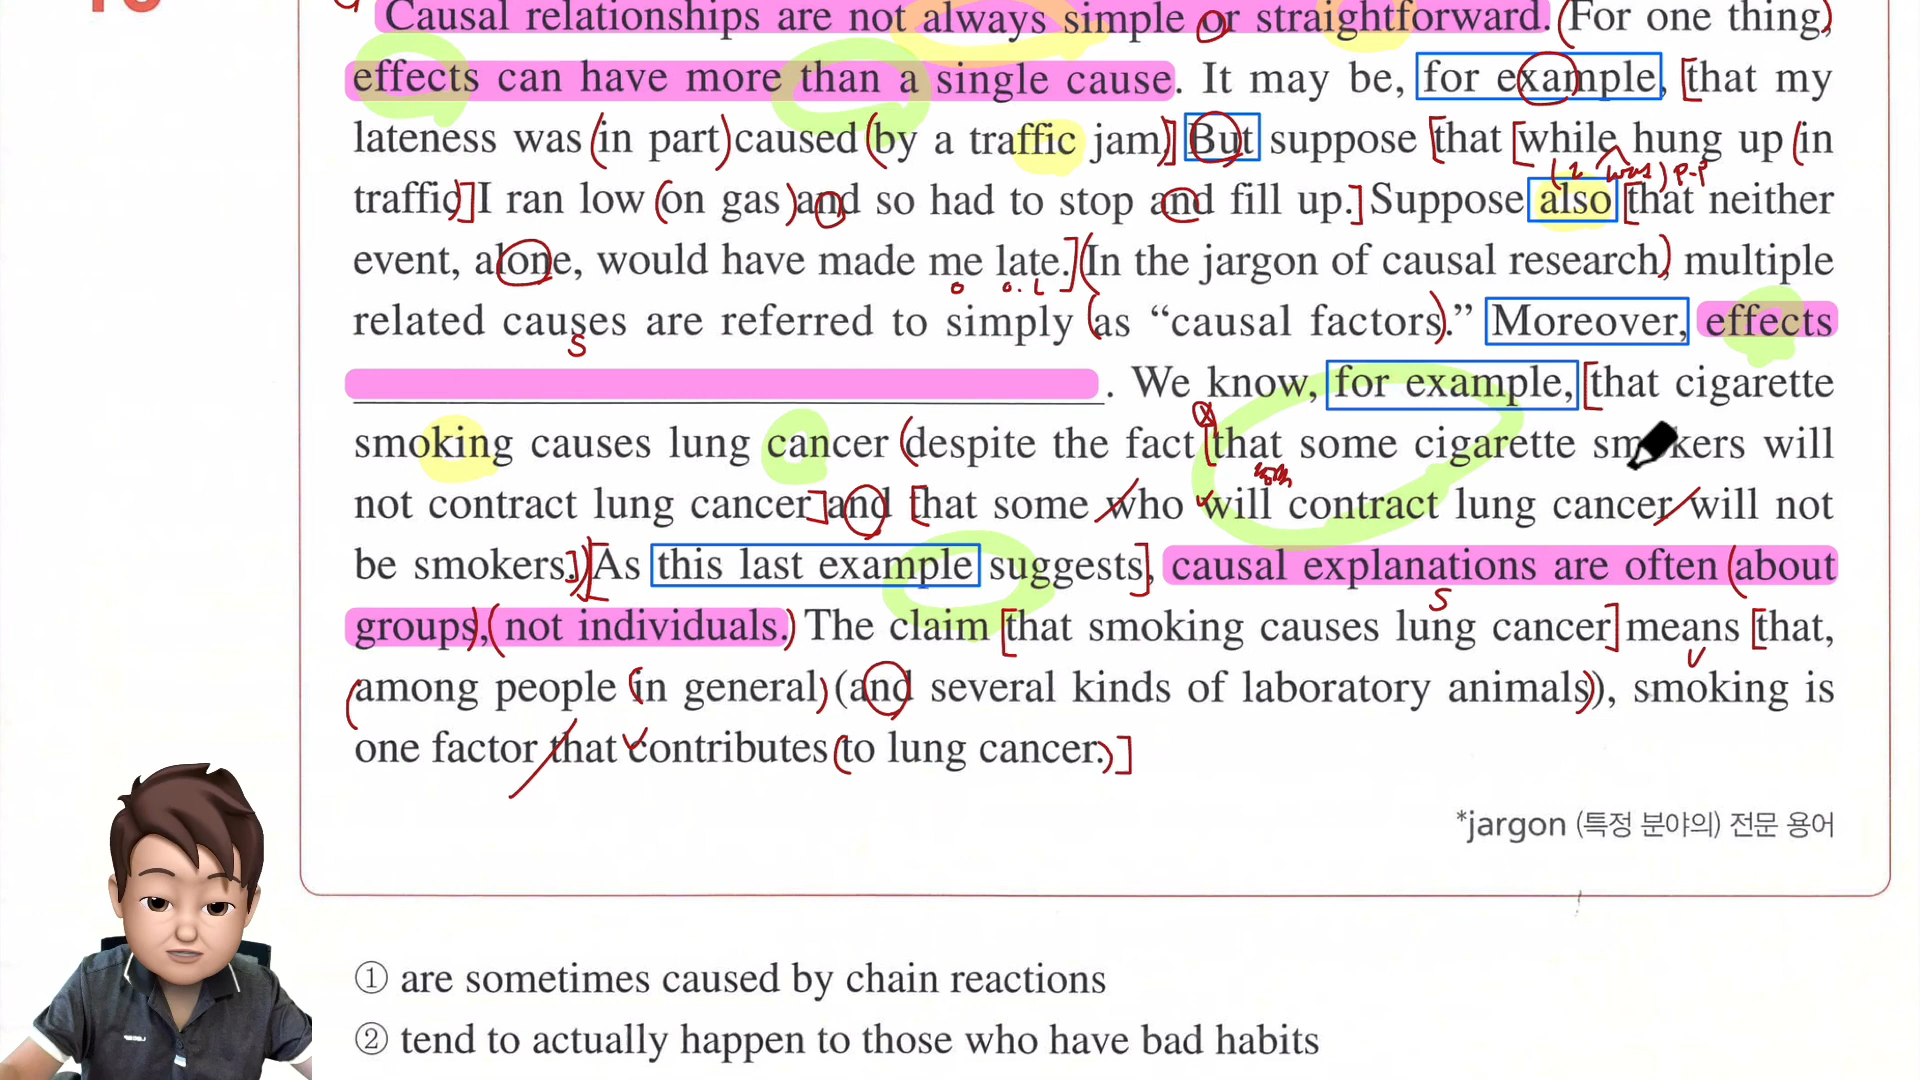 Causal relationships are not always simple or straightforward. (For one thing,)
effects can have more than a single cause. It may be, for example, [that my
lateness was (in part) caused (by a traffic jam.)] But suppose [that [while hung up (in
( I was ) p.p
traffic)] I ran low (on gas) and so had to stop and fill up.] Suppose also [that neither
event, alone, would have made me late.] (In the jargon of causal research,) multiple
o o.c
related causes are referred to simply (as “causal factors).” Moreover, effects
s
. We know, for example, [that cigarette
smoking causes lung cancer (despite the fact [that some cigarette smokers will
not contract lung cancer] and [that some who will contract lung cancer will not
be smokers.]) [As this last example suggests], causal explanations are often (about
groups), (not individuals.) The claim [that smoking causes lung cancer] means [that,
s v
(among people (in general) (and several kinds of laboratory animals)), smoking is
one factor that contributes (to lung cancer.)]
*jargon (특정 분야의) 전문 용어
① are sometimes caused by chain reactions
② tend to actually happen to those who have bad habits